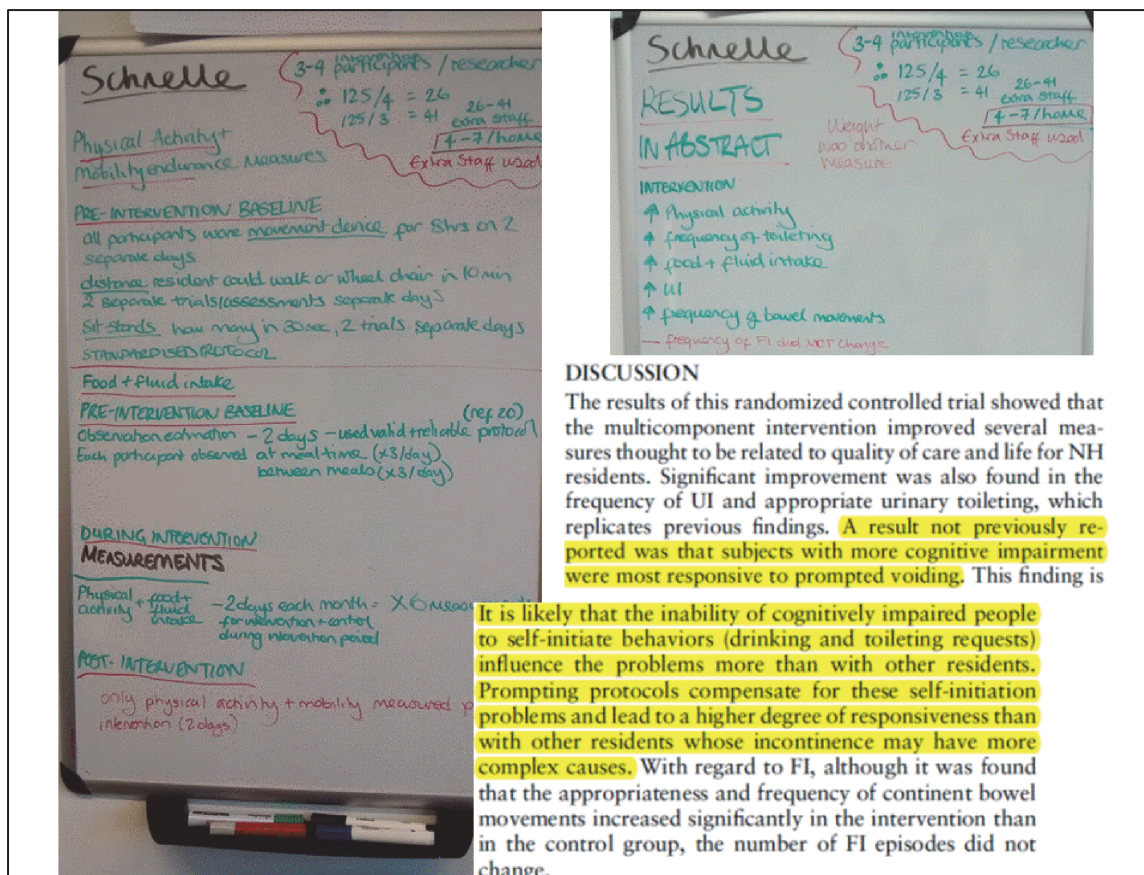 Schnelle
3-4 intervention participants / researcher
∴ 125/4 = 26
125/3 = 41
26-41
extra staff
4-7/home
Extra Staff used
Physical Activity +
Mobility endurance measures
PRE-INTERVENTION BASELINE
all participants wore movement device for 8hrs on 2
separate days
distance resident could walk or wheel chair in 10 min
2 separate trials/assessments separate days
Sit-stands how many in 30sec, 2 trials separate days
STANDARDISED PROTOCOL
Food + fluid intake
PRE-INTERVENTION BASELINE (ref 20)
Observation estimation - 2 days - used valid + reliable protocol
Each participant observed at mealtime (x3/day)
between meals (x3/day)
DURING INTERVENTION
MEASUREMENTS
Physical activity + food + fluid intake - 2 days each month = x6
for intervention + control
during intervention period
POST-INTERVENTION
only physical activity + mobility measured
intervention (2 days)
Schnelle
3-4 intervention participants / researcher
∴ 125/4 = 26
125/3 = 41
26-41
extra staff
4-7/home
Extra Staff used
RESULTS
IN ABSTRACT
Weight
was another
measure
INTERVENTION
↑ Physical activity
↑ frequency of toileting
↑ food + fluid intake
↑ UI
↑ frequency of bowel movements
— frequency of FI did NOT change
DISCUSSION
The results of this randomized controlled trial showed that
the multicomponent intervention improved several mea-
sures thought to be related to quality of care and life for NH
residents. Significant improvement was also found in the
frequency of UI and appropriate urinary toileting, which
replicates previous findings. A result not previously re-
ported was that subjects with more cognitive impairment
were most responsive to prompted voiding. This finding is
It is likely that the inability of cognitively impaired people
to self-initiate behaviors (drinking and toileting requests)
influence the problems more than with other residents.
Prompting protocols compensate for these self-initiation
problems and lead to a higher degree of responsiveness than
with other residents whose incontinence may have more
complex causes. With regard to FI, although it was found
that the appropriateness and frequency of continent bowel
movements increased significantly in the intervention than
in the control group, the number of FI episodes did not
change.